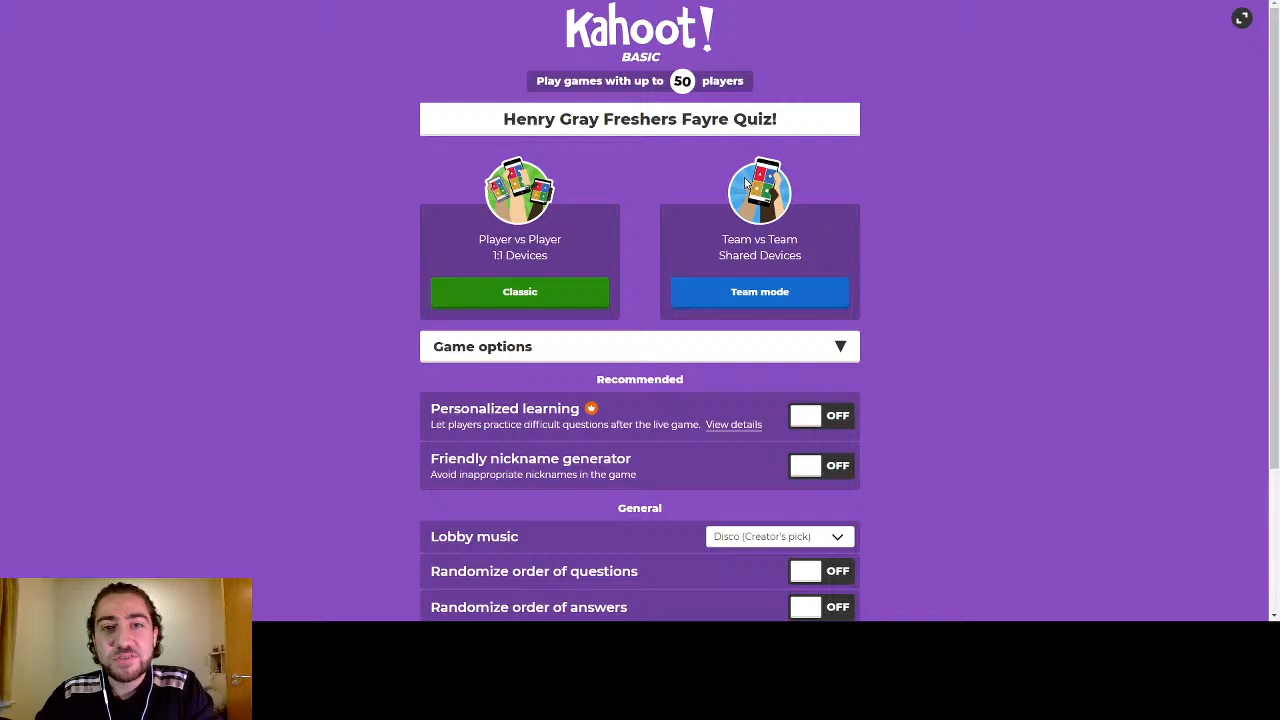 Kahoot!
BASIC
Play games with up to 50 players
Henry Gray Freshers Fayre Quiz!
Player vs Player
1:1 Devices
Classic
Team vs Team
Shared Devices
Team mode
Game options
Recommended
Personalized learning
Let players practice difficult questions after the live game. View details
OFF
Friendly nickname generator
Avoid inappropriate nicknames in the game
OFF
General
Lobby music
Disco (Creator's pick)
Randomize order of questions
OFF
Randomize order of answers
OFF